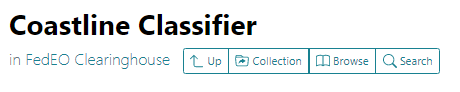 Coastline Classifier
in FedEO Clearinghouse Up Collection Browse Search